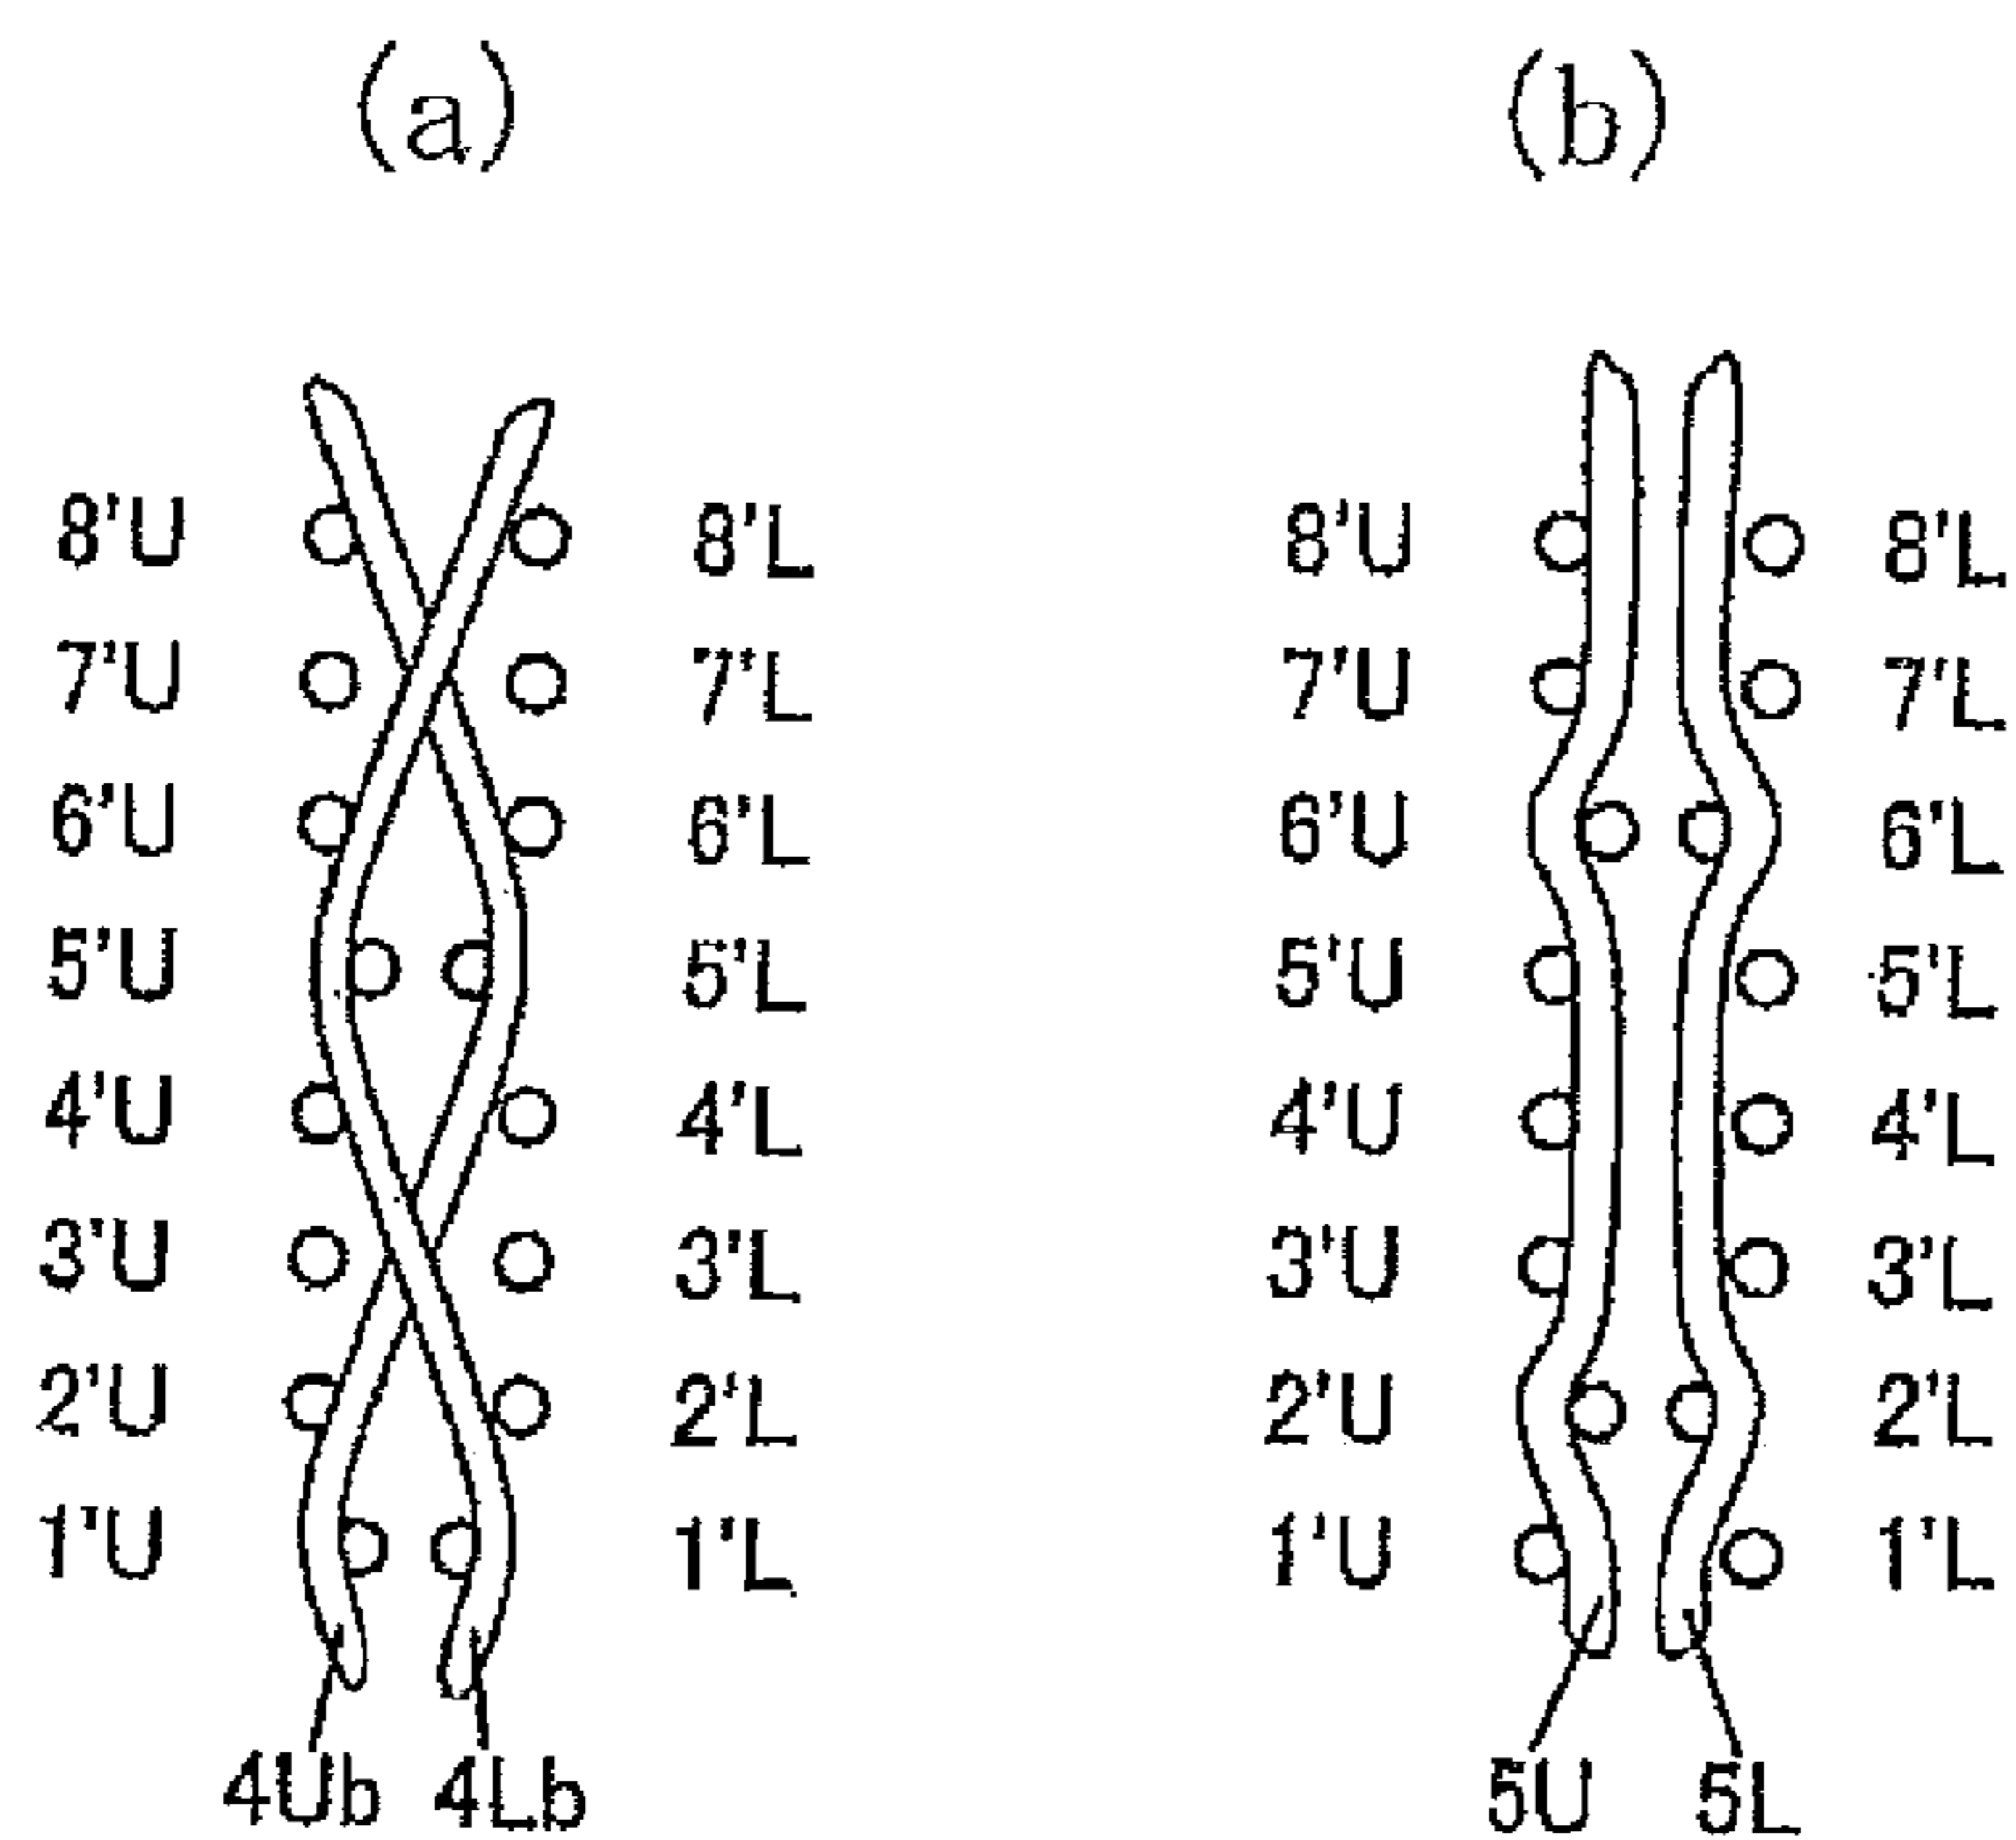 (a) (b)
8'U 8'L 8'U 8'L
7'U 7'L 7'U 7'L
6'U 6'L 6'U 6'L
5'U 5'L 5'U 5'L
4'U 4'L 4'U 4'L
3'U 3'L 3'U 3'L
2'U 2'L 2'U 2'L
1'U 1'L 1'U 1'L
4Ub 4Lb 5U 5L